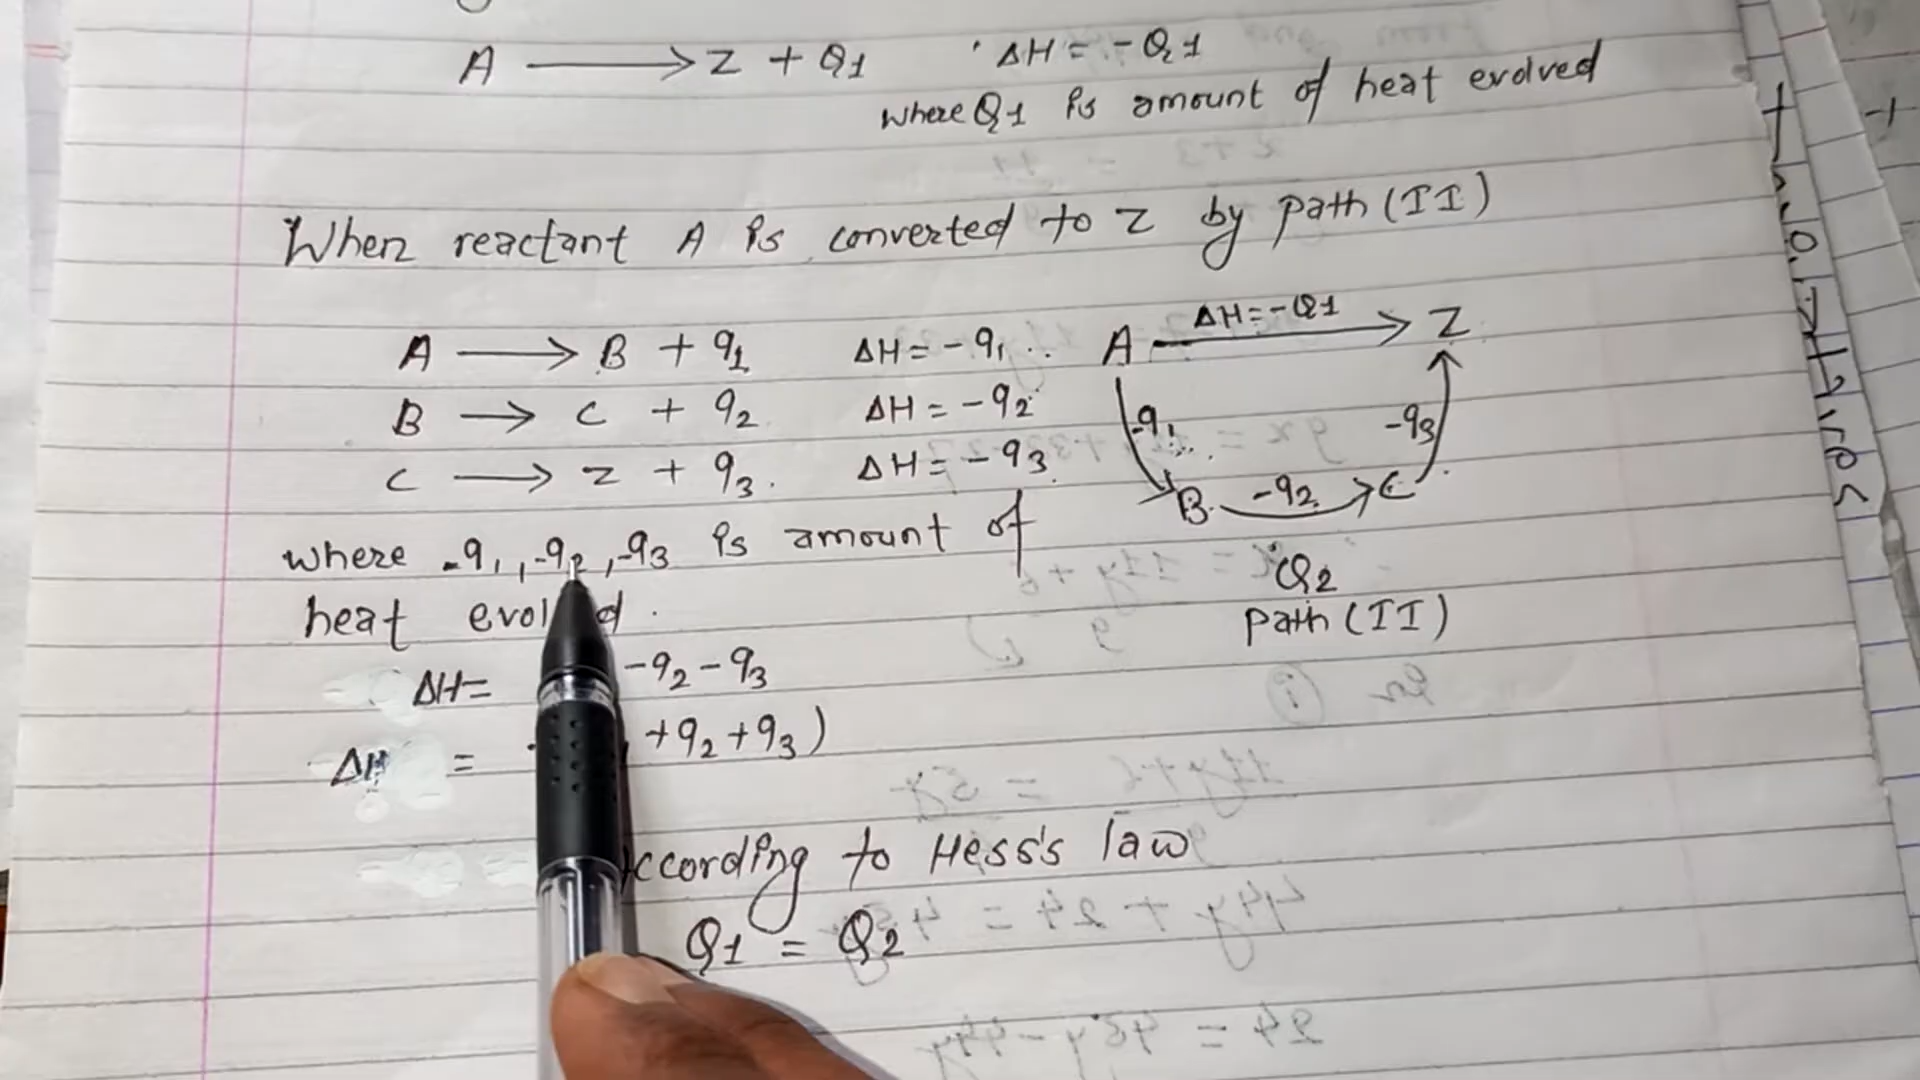 A ⟶ Z + Q1 ΔH = -Q1
where Q1 is amount of heat evolved
When reactant A is converted to Z by path (II)
A ⟶ B + q1 ΔH = -q1
B ⟶ C + q2 ΔH = -q2
C ⟶ Z + q3. ΔH = -q3
where -q1, -q2, -q3 is amount of
heat
ΔH = -q2 -q3
ΔH = +q2 +q3)
According to Hess's law
Q1 = Q2
ΔH = -Q1
A ⟶ Z
-q1 -q3
B -q2 C
Q2
path (II)